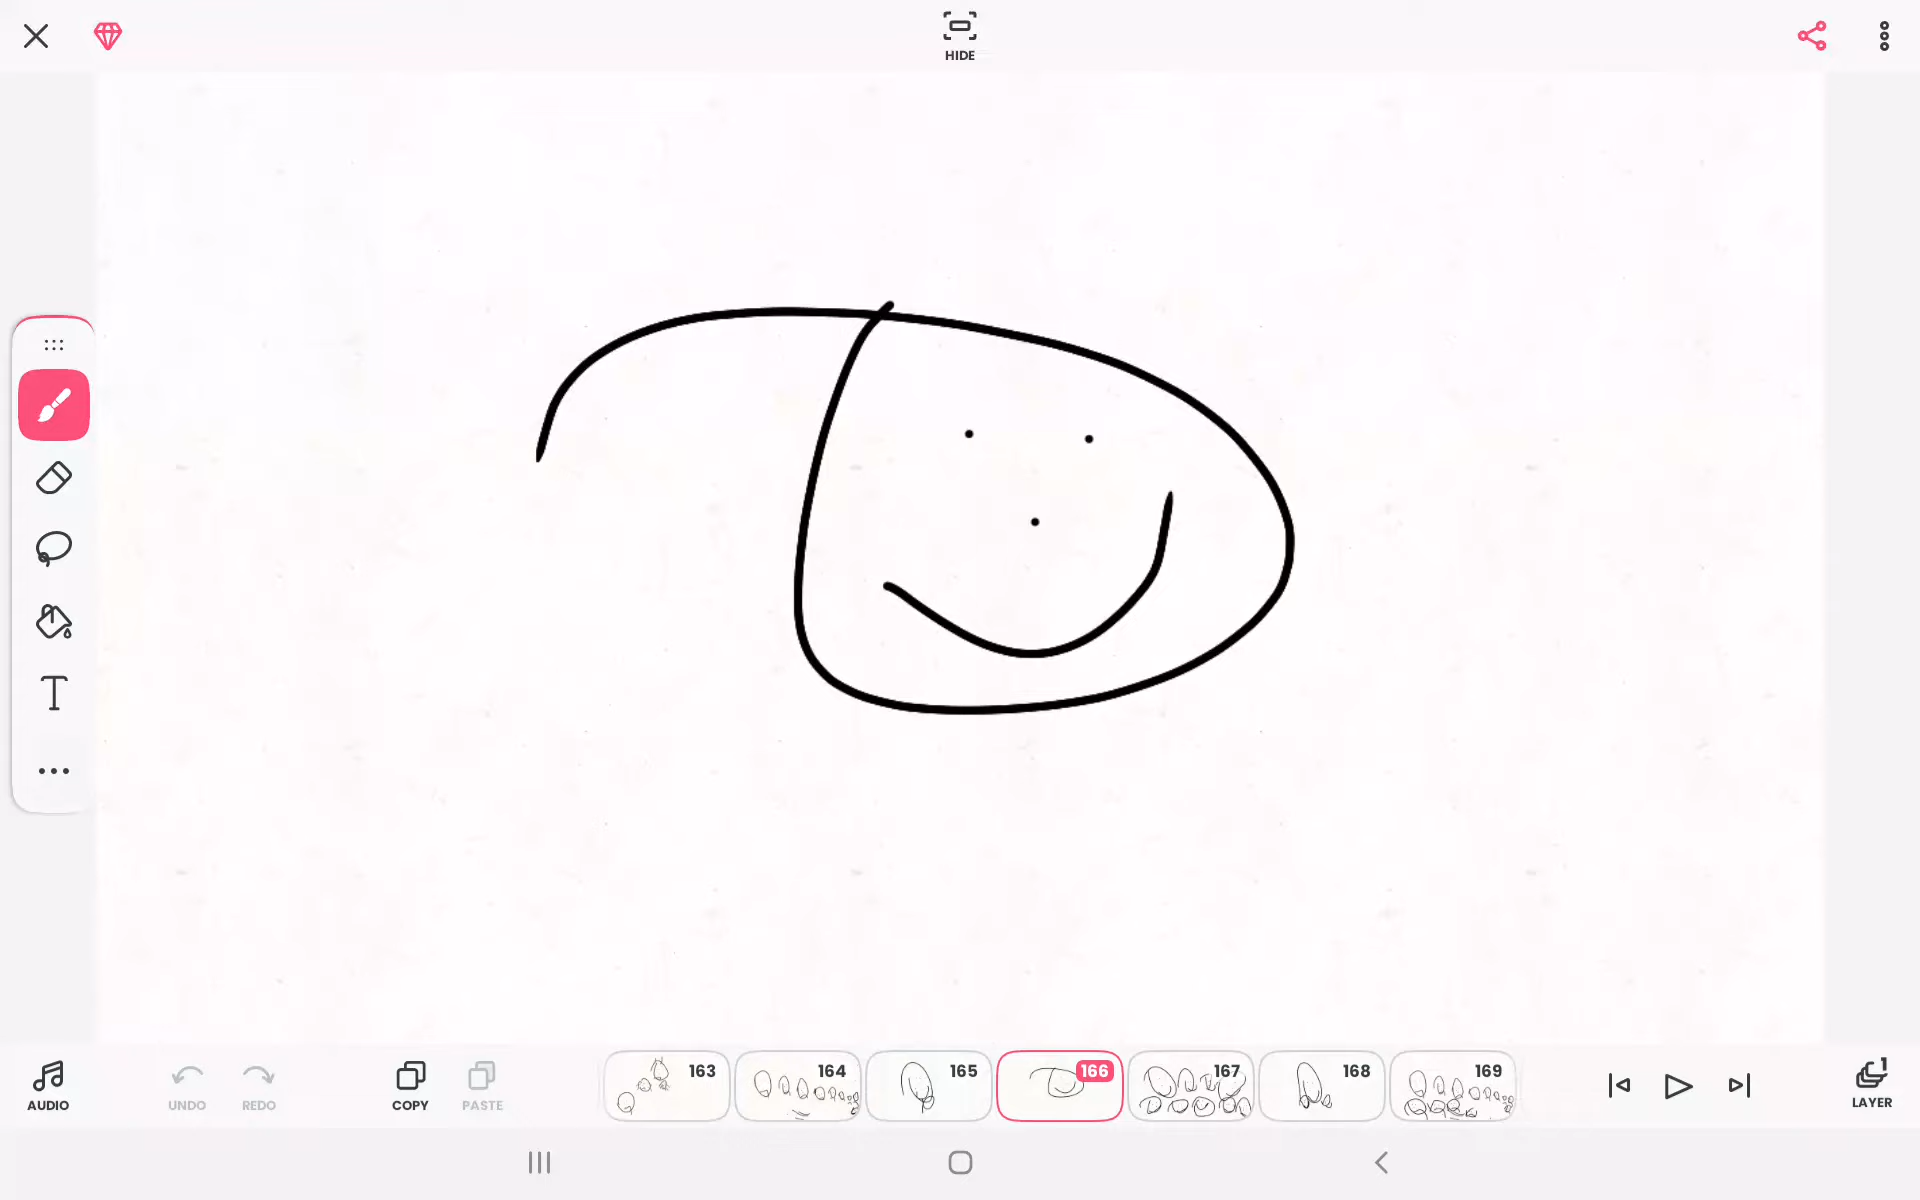 HIDE
163
164
165
166
167
168
169
AUDIO
UNDO
REDO
COPY
PASTE
LAYER
1